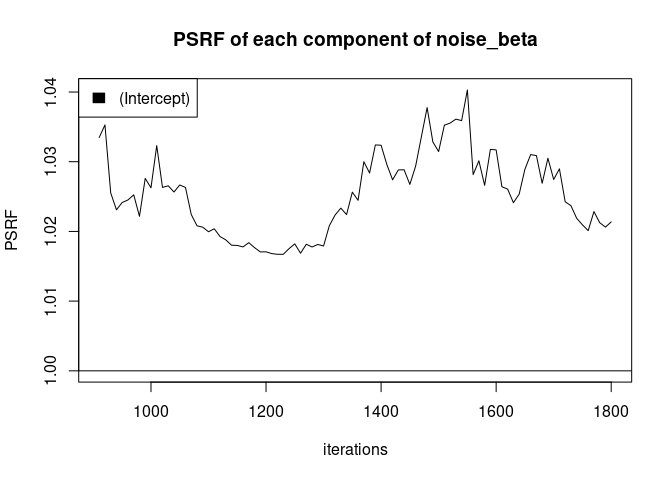 PSRF of each component of noise_beta
(Intercept)
1.04
1.03
1.02
1.01
1.00
PSRF
1000 1200 1400 1600 1800
iterations